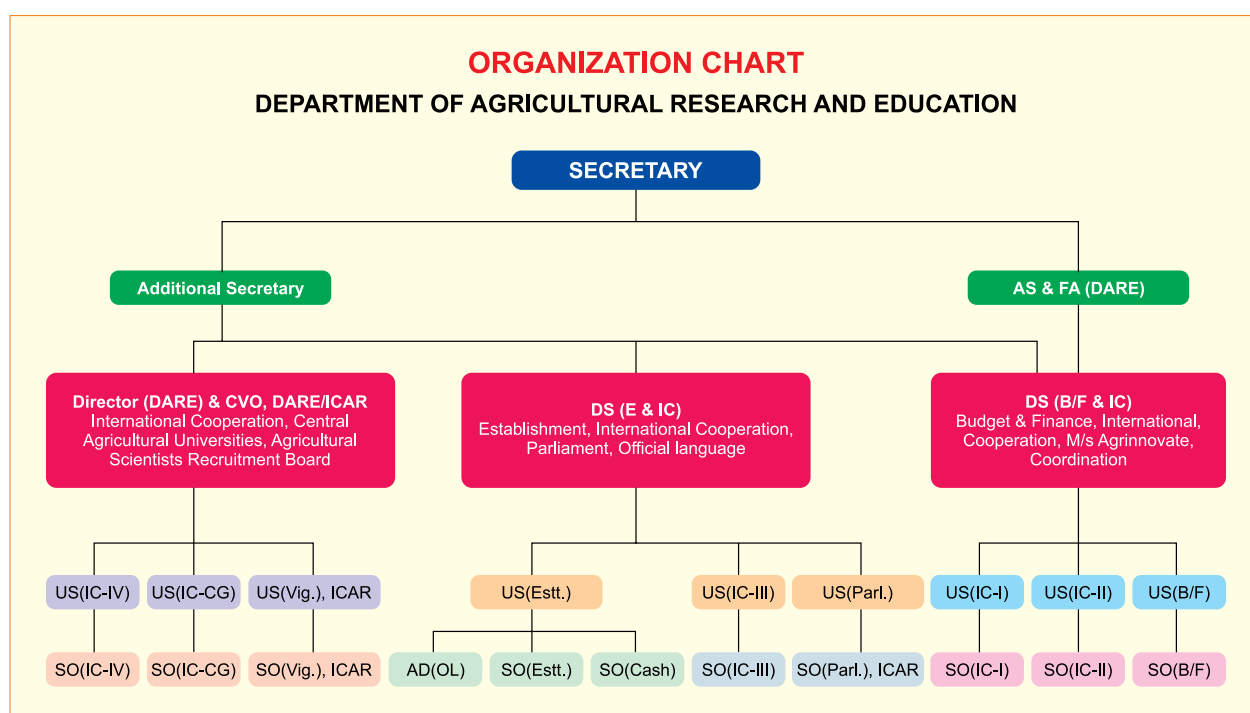 ORGANIZATION CHART
DEPARTMENT OF AGRICULTURAL RESEARCH AND EDUCATION
SECRETARY
Additional Secretary
AS & FA (DARE)
Director (DARE) & CVO, DARE/ICAR
International Cooperation, Central
Agricultural Universities, Agricultural
Scientists Recruitment Board
DS (E & IC)
Establishment, International Cooperation,
Parliament, Official language
DS (B/F & IC)
Budget & Finance, International,
Cooperation, M/s Agrinnovate,
Coordination
US(IC-IV)
US(IC-CG)
US(Vig.), ICAR
US(Estt.)
US(IC-III)
US(Parl.)
US(IC-I)
US(IC-II)
US(B/F)
SO(IC-IV)
SO(IC-CG)
SO(Vig.), ICAR
AD(OL)
SO(Estt.)
SO(Cash)
SO(IC-III)
SO(Parl.), ICAR
SO(IC-I)
SO(IC-II)
SO(B/F)